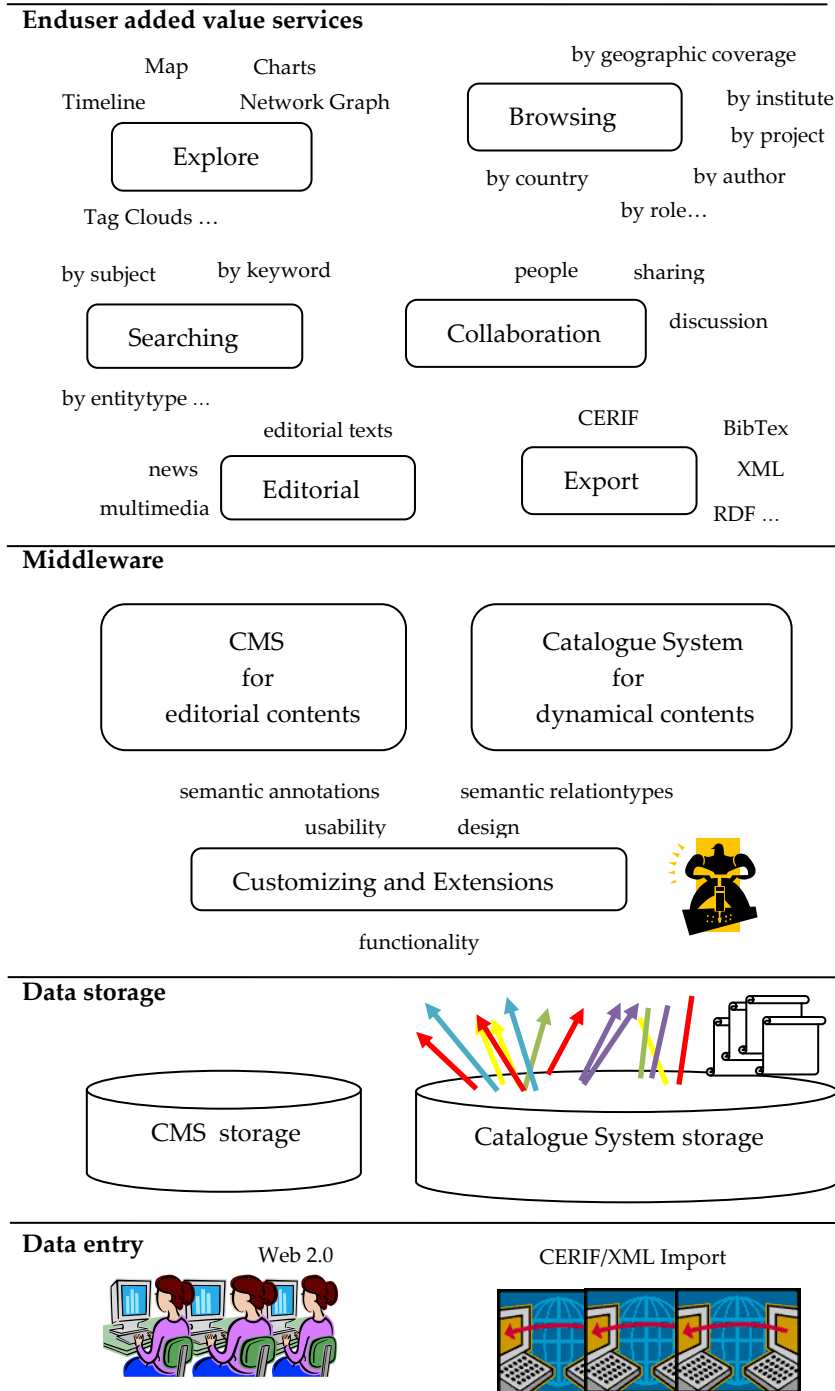 Enduser added value services
Map
Charts
by geographic coverage
Timeline
Network Graph
by institute
Browsing
by project
Explore
by country
by author
Tag Clouds …
by role…
by subject
by keyword
people
sharing
discussion
Searching
Collaboration
by entitytype …
editorial texts
CERIF
BibTex
news
XML
Editorial
Export
multimedia
RDF …
Middleware
CMS
for
editorial contents
Catalogue System
for
dynamical contents
semantic annotations
semantic relationtypes
usability
design
Customizing and Extensions
functionality
Data storage
CMS storage
Catalogue System storage
Data entry
Web 2.0
CERIF/XML Import